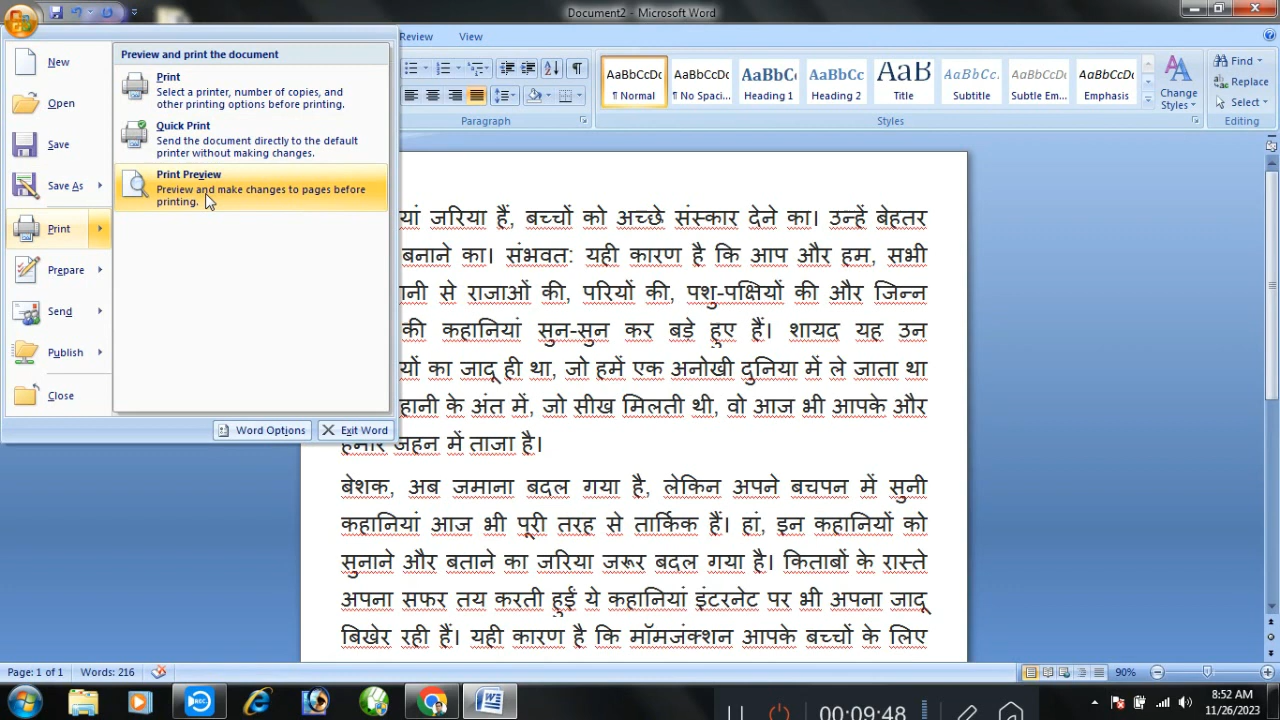 Document2 - Microsoft Word
Review View
New
Open
Save
Save As
Print
Prepare
Send
Publish
Close
Preview and print the document
Print
Select a printer, number of copies, and
other printing options before printing.
Quick Print
Send the document directly to the default
printer without making changes.
Print Preview
Preview and make changes to pages before
printing.
Word Options
Exit Word
Paragraph
AaBbCcDc AaBbCcDc AaBbC AaBbCc AaB AaBbCc. AaBbCcDc AaBbCcDc
¶ Normal ¶ No Spaci... Heading 1 Heading 2 Title Subtitle Subtle Em... Emphasis
Change
Styles
Styles
Find
Replace
Select
Editing
यां जरिया हैं, बच्चों को अच्छे संस्कार देने का। उन्हें बेहतर
बनाने का। संभवत: यही कारण है कि आप और हम, सभी
नी से राजाओं की, परियों की, पशु-पक्षियों की और जिन्न
की कहानियां सुन-सुन कर बड़े हुए हैं। शायद यह उन
यों का जादू ही था, जो हमें एक अनोखी दुनिया में ले जाता था
हानी के अंत में, जो सीख मिलती थी, वो आज भी आपके और
हमारे जहन में ताजा है।
बेशक, अब जमाना बदल गया है, लेकिन अपने बचपन में सुनी
कहानियां आज भी पूरी तरह से तार्किक हैं। हां, इन कहानियों को
सुनाने और बताने का जरिया जरूर बदल गया है। किताबों के रास्ते
अपना सफर तय करती हुईं ये कहानियां इंटरनेट पर भी अपना जादू
बिखेर रही हैं। यही कारण है कि मॉमजंक्शन आपके बच्चों के लिए
Page: 1 of 1 Words: 216
90%
REC
00:09:48
8:52 AM
11/26/2023